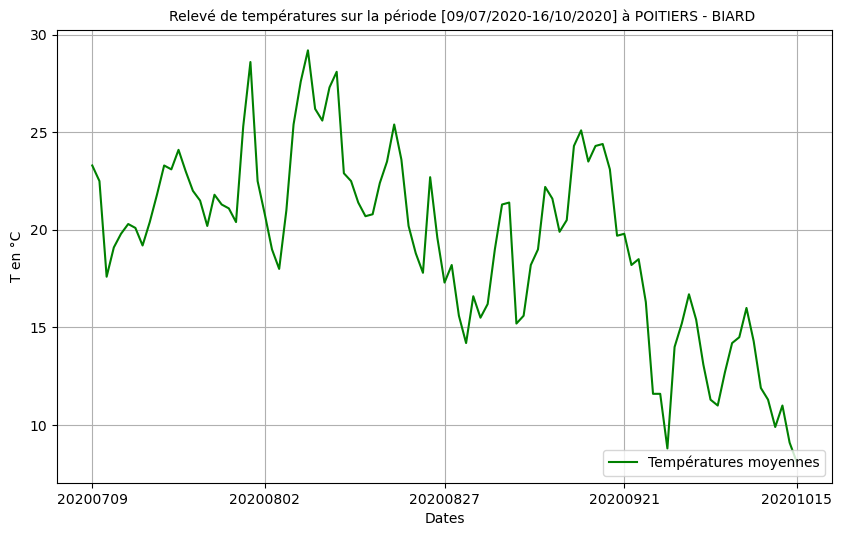 Relevé de températures sur la période [09/07/2020-16/10/2020] à POITIERS - BIARD
30
25
20
15
10
T en °C
Températures moyennes
20200709 20200802 20200827 20200921 20201015
Dates